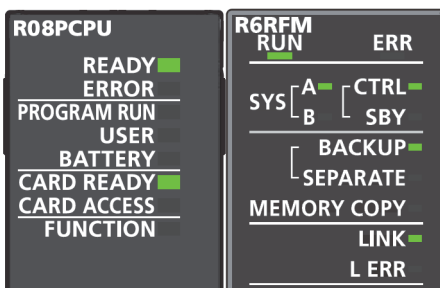 R08PCPU
READY
ERROR
PROGRAM RUN
USER
BATTERY
CARD READY
CARD ACCESS
FUNCTION
R6RFM
RUN ERR
SYS A CTRL
B SBY
BACKUP
SEPARATE
MEMORY COPY
LINK
L ERR